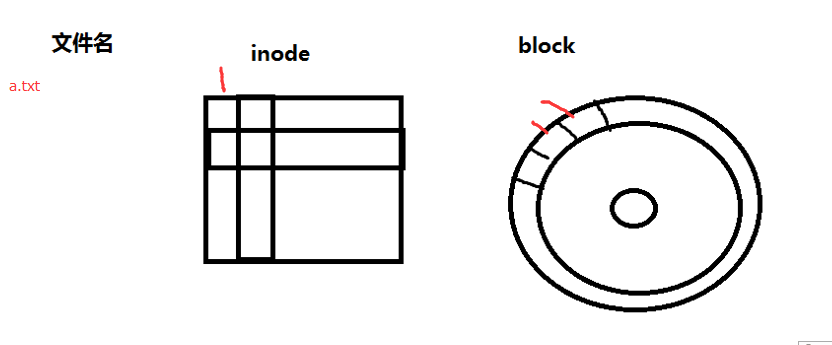 文件名
inode
block
a.txt